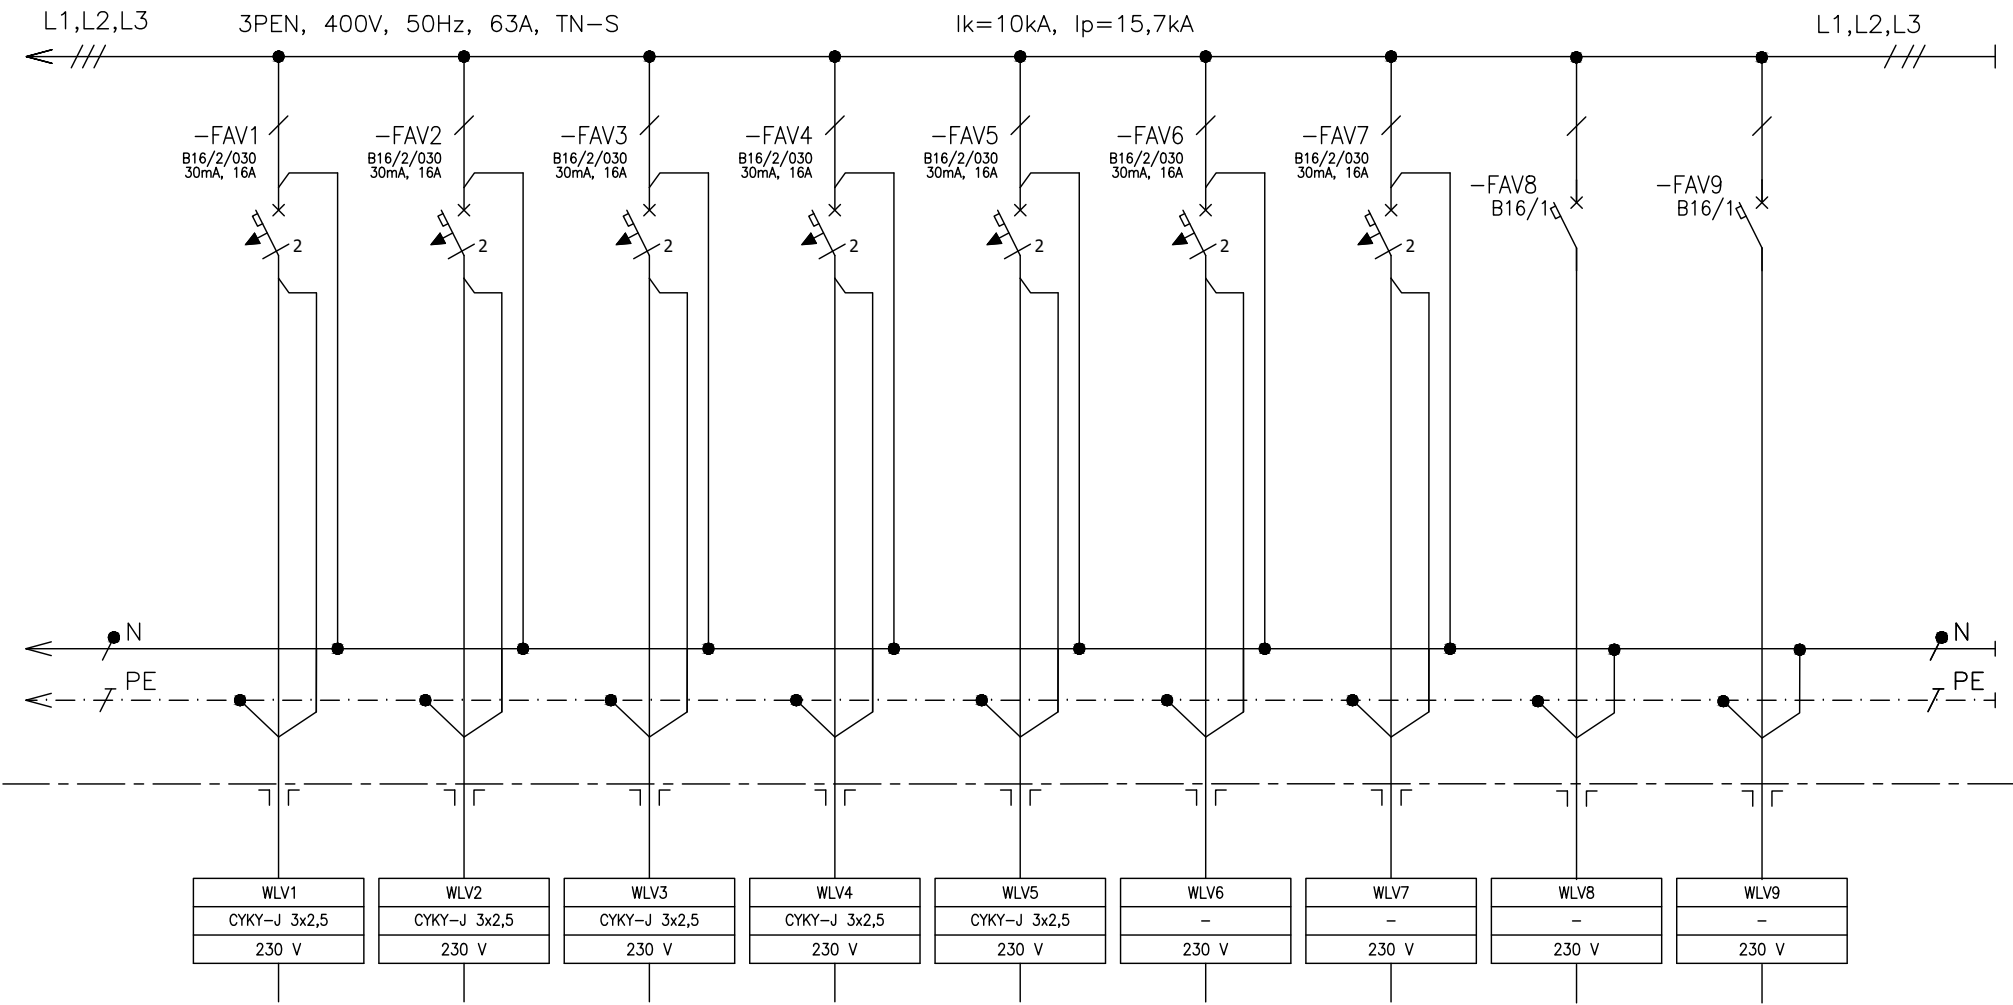 L1,L2,L3 3PEN, 400V, 50Hz, 63A, TN-S Ik=10kA, Ip=15,7kA L1,L2,L3
-FAV1
B16/2/030
30mA, 16A
2
-FAV2
B16/2/030
30mA, 16A
2
-FAV3
B16/2/030
30mA, 16A
2
-FAV4
B16/2/030
30mA, 16A
2
-FAV5
B16/2/030
30mA, 16A
2
-FAV6
B16/2/030
30mA, 16A
2
-FAV7
B16/2/030
30mA, 16A
2
-FAV8
B16/1
-FAV9
B16/1
N N
PE PE
WLV1
CYKY-J 3x2,5
230 V
WLV2
CYKY-J 3x2,5
230 V
WLV3
CYKY-J 3x2,5
230 V
WLV4
CYKY-J 3x2,5
230 V
WLV5
CYKY-J 3x2,5
230 V
WLV6
-
230 V
WLV7
-
230 V
WLV8
-
230 V
WLV9
-
230 V